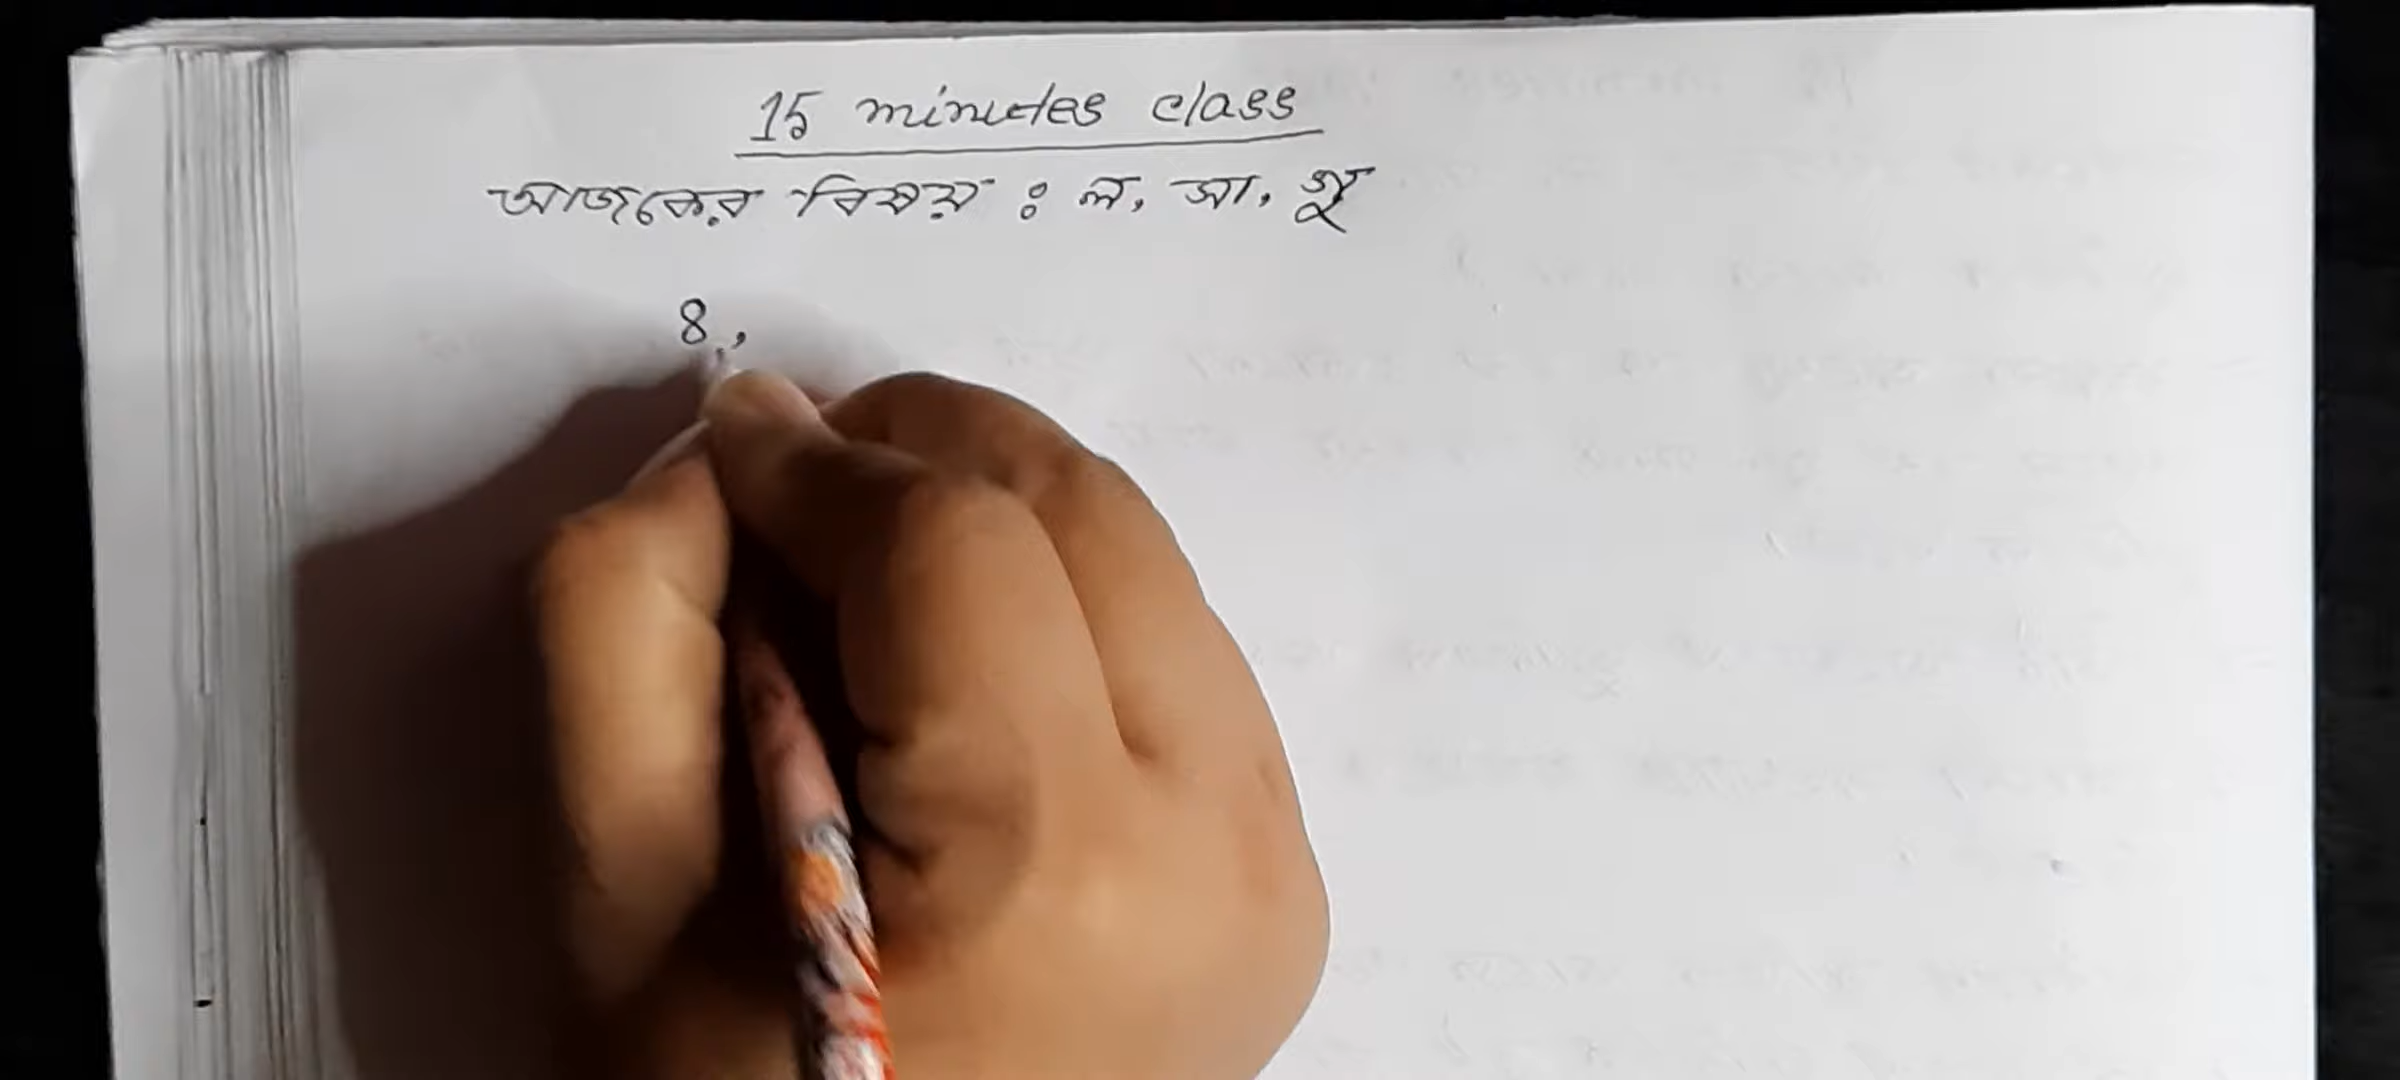 15 minutes class
আজকের বিষয় : ল, সা, গু
8,